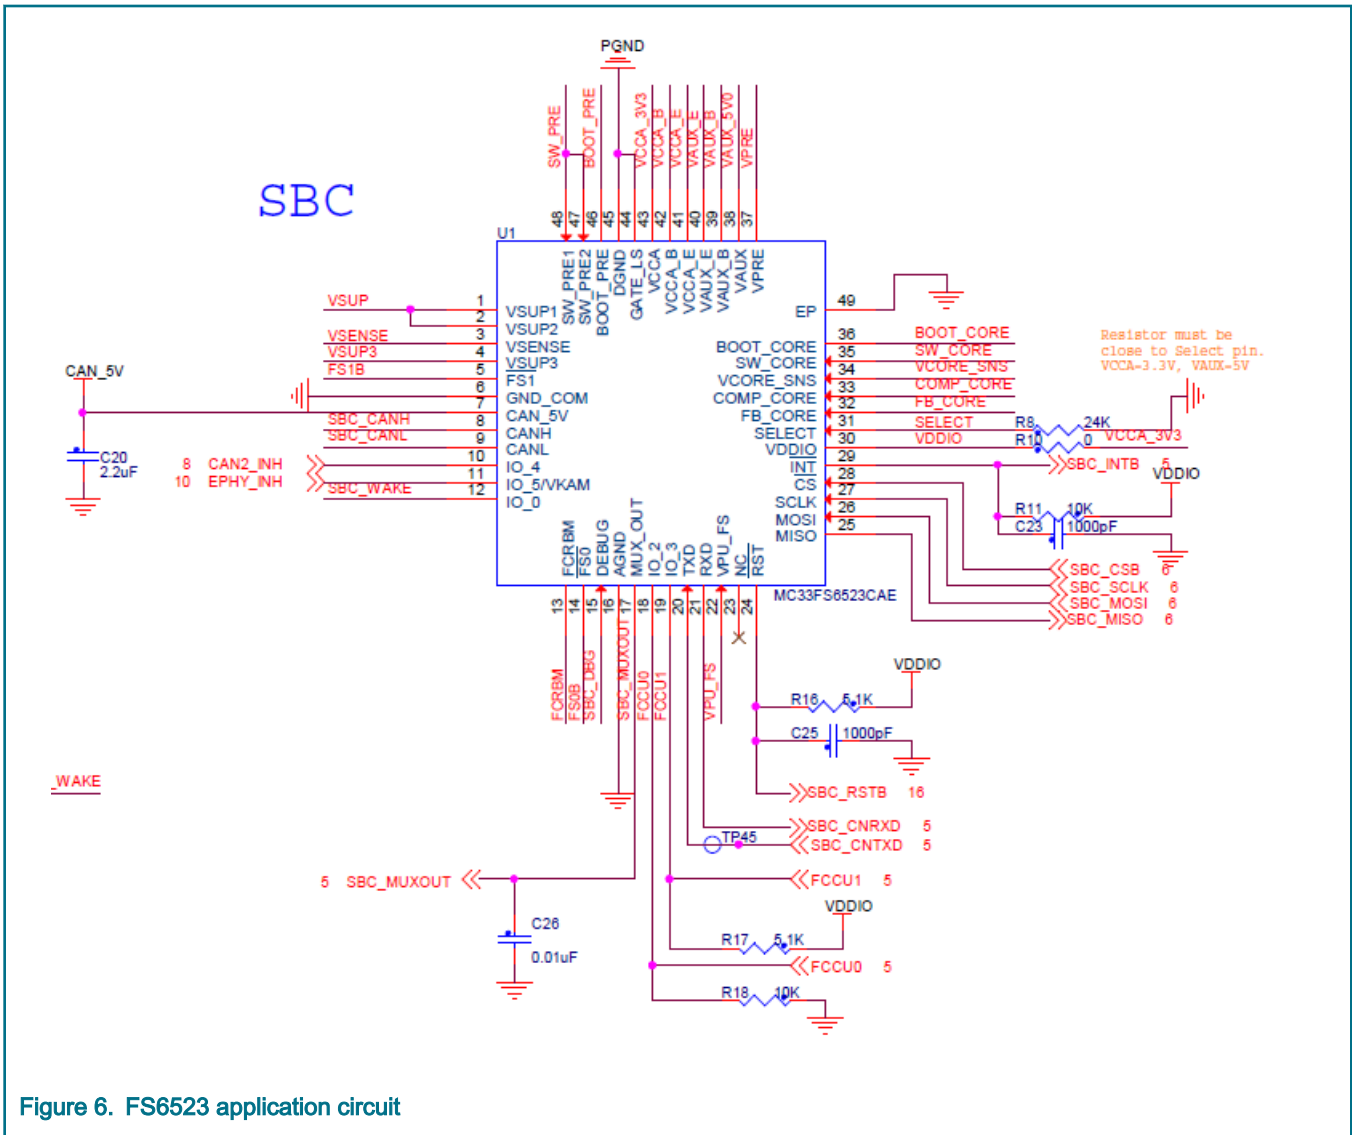 PGND
SW_PRE
BOOT_PRE
VCCA_3V3
VCCA_B
VCCA_E
VAUX_E
VAUX_B
VAUX_5V0
VPRE
SBC
48
47
46
45
44
43
42
41
40
39
38
37
U1
SW_PRE1
SW_PRE2
BOOT_PRE
DGND
GATE_LS
VCCA
VCCA_B
VCCA_E
VAUX_E
VAUX_B
VAUX
VPRE
VSUP 1 VSUP1
2 VSUP2
VSENSE 3 VSENSE
VSUP3 4 VSUP3
FS1B 5 FS1
6 GND_COM
CAN_5V
7 CAN_5V
SBC_CANH 8 CANH
SBC_CANL 9 CANL
8 CAN2_INH 10 IO_4
10 EPHY_INH 11 IO_5/VKAM
SBC_WAKE 12 IO_0
C20
2.2uF
EP 49
BOOT_CORE 36 BOOT_CORE
SW_CORE 35 SW_CORE
VCORE_SNS 34 VCORE_SNS
COMP_CORE 33 COMP_CORE
FB_CORE 32 FB_CORE
SELECT 31 SELECT R8 24K
VDDIO 30 VDDIO R10 0 VCCA_3V3
INT 29 SBC_INTB 5
CS 28
SCLK 27
MOSI 26
MISO 25
Resistor must be
close to Select pin.
VCCA=3.3V, VAUX=5V
VDDIO
R11 10K
C23 1000pF
SBC_CSB 6
SBC_SCLK 6
SBC_MOSI 6
SBC_MISO 6
FCRBM
FS0
DEBUG
AGND
MUX_OUT
IO_2
IO_3
TXD
RXD
VPU_FS
NC
RST
MC33FS6523CAE
13
14
15
16
17
18
19
20
21
22
23
24
FCRBM
FS0B
SBC_DBG
SBC_MUXOUT
FCCU0
FCCU1
VPU_FS
VDDIO
R16 5.1K
C25 1000pF
_WAKE
SBC_RSTB 16
SBC_CNRXD 5
TP45
SBC_CNTXD 5
5 SBC_MUXOUT
FCCU1 5
VDDIO
C26
0.01uF
R17 5.1K
FCCU0 5
R18 10K
Figure 6. FS6523 application circuit